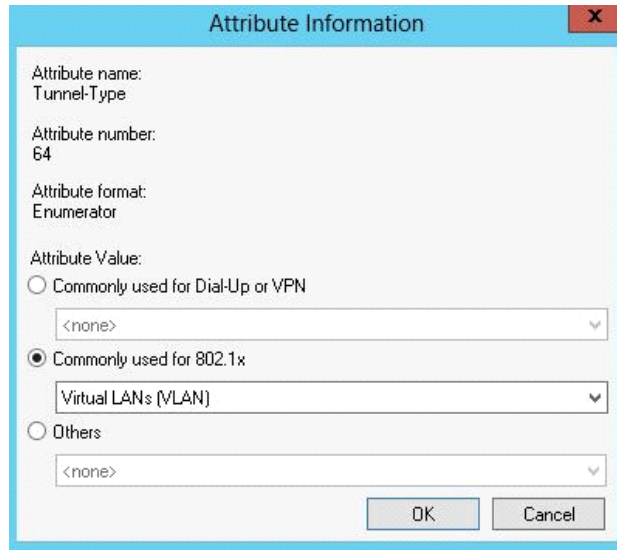 Attribute Information
x
Attribute name:
Tunnel-Type
Attribute number:
64
Attribute format:
Enumerator
Attribute Value:
Commonly used for Dial-Up or VPN
<none>
Commonly used for 802.1x
Virtual LANs (VLAN)
Others
<none>
OK Cancel